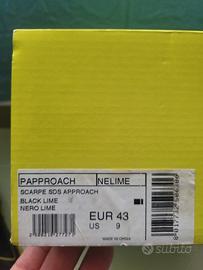 PAPPROACH NELIME
SCARPE SDS APPROACH
BLACK LIME
NERO LIME
EUR 43
US 9
MADE IN CHINA
subito